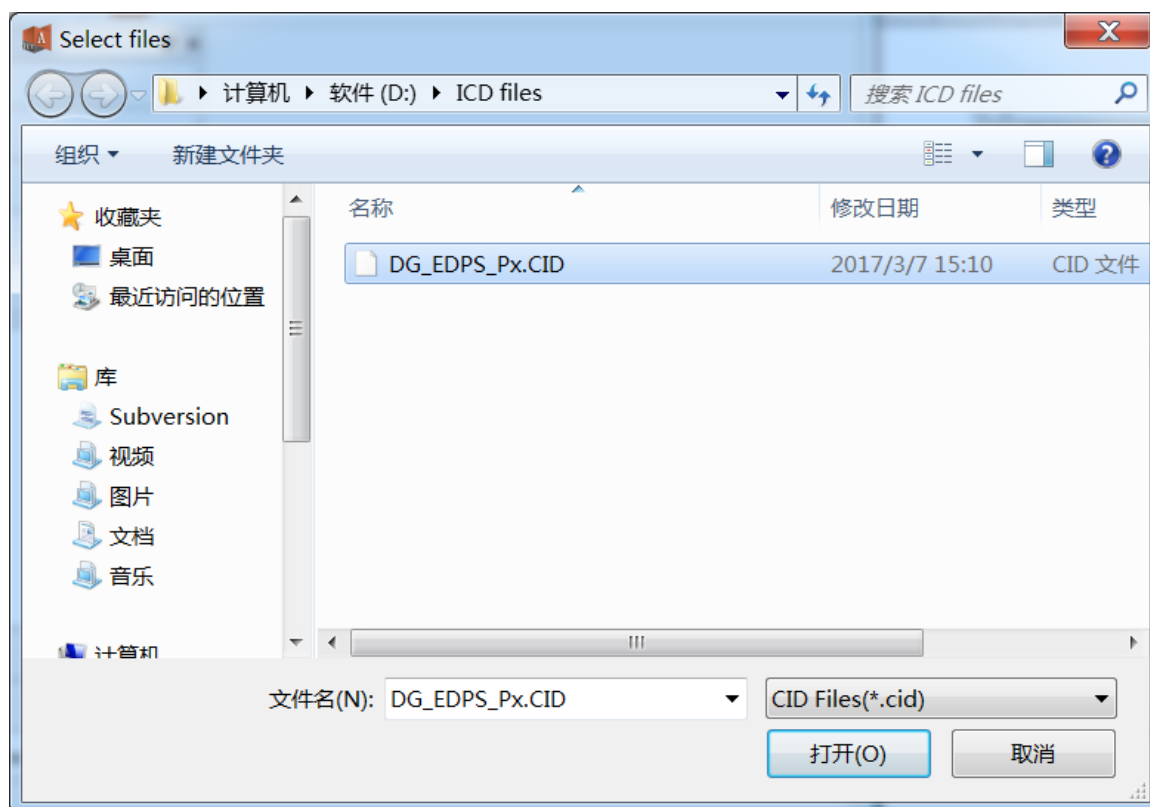 Select files
计算机 软件 (D:) ICD files
搜索 ICD files
组织 新建文件夹
名称 修改日期 类型
DG_EDPS_Px.CID 2017/3/7 15:10 CID 文件
收藏夹
桌面
最近访问的位置
库
Subversion
视频
图片
文档
音乐
计算机
文件名(N): DG_EDPS_Px.CID CID Files(*.cid)
打开(O) 取消